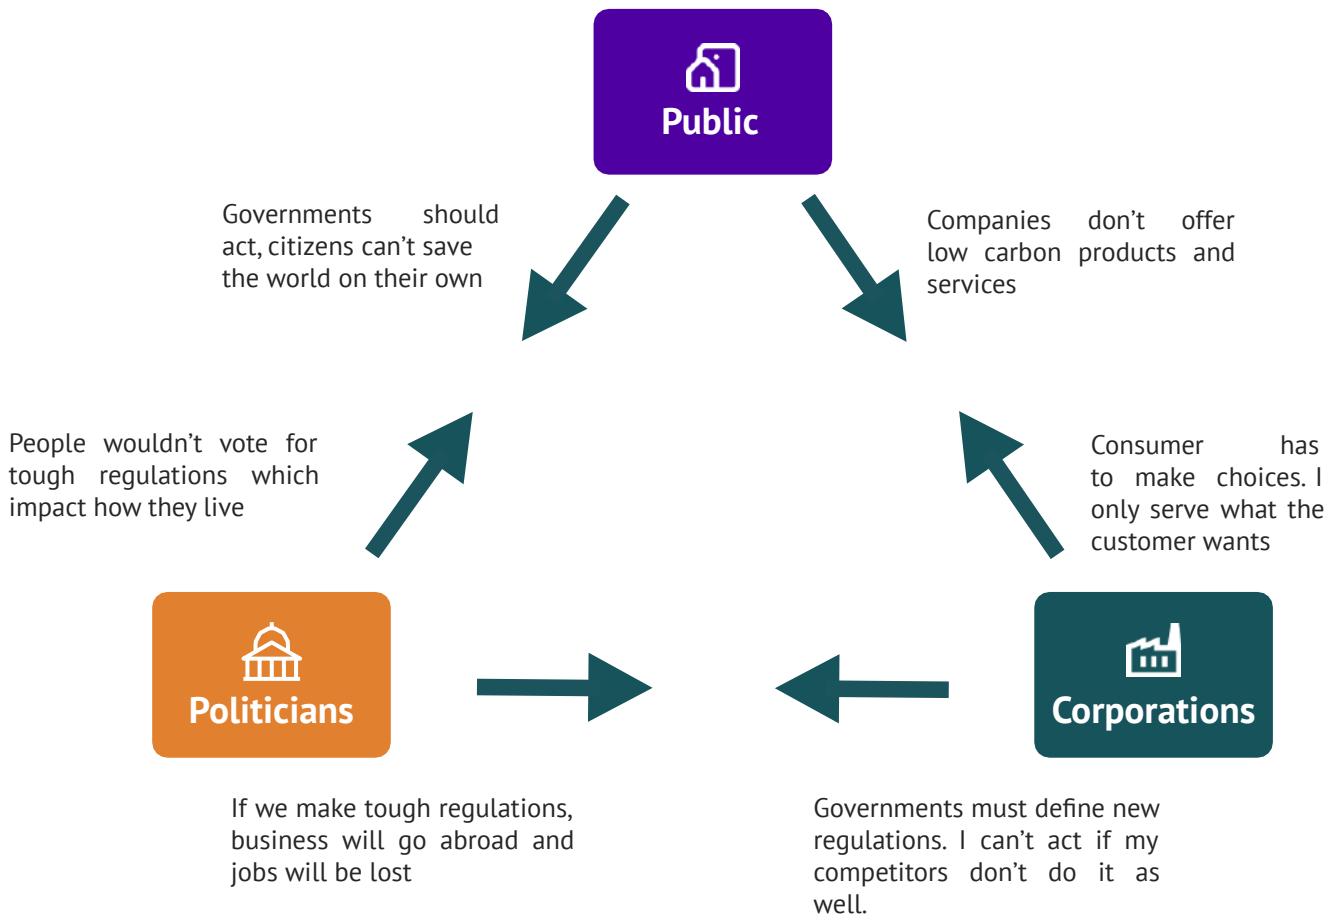 Public
Governments should
act, citizens can’t save
the world on their own
Companies don’t offer
low carbon products and
services
People wouldn’t vote for
tough regulations which
impact how they live
Consumer has
to make choices. I
only serve what the
customer wants
Politicians
Corporations
If we make tough regulations,
business will go abroad and
jobs will be lost
Governments must define new
regulations. I can’t act if my
competitors don’t do it as
well.